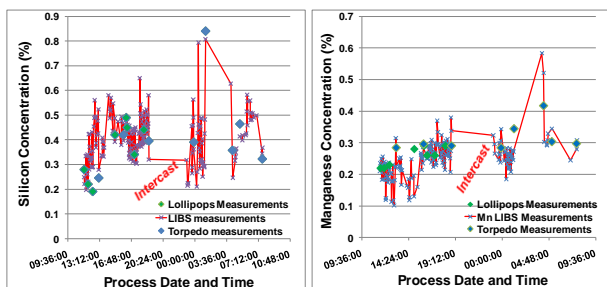 Silicon Concentration (%)
0.9
0.8
0.7
0.6
0.5
0.4
0.3
0.2
0.1
0
Intercast
Lollipops Measurements
LIBS measurements
Torpedo measurements
09:36:00
13:12:00
16:48:00
20:24:00
00:00:00
03:36:00
07:12:00
10:48:00
Process Date and Time
Manganese Concentration (%)
0.7
0.6
0.5
0.4
0.3
0.2
0.1
0
Intercast
Lollipops Measurements
Mn LIBS Measurements
Torpedo Measurements
09:36:00
14:24:00
19:12:00
00:00:00
04:48:00
09:36:00
Process Date and Time